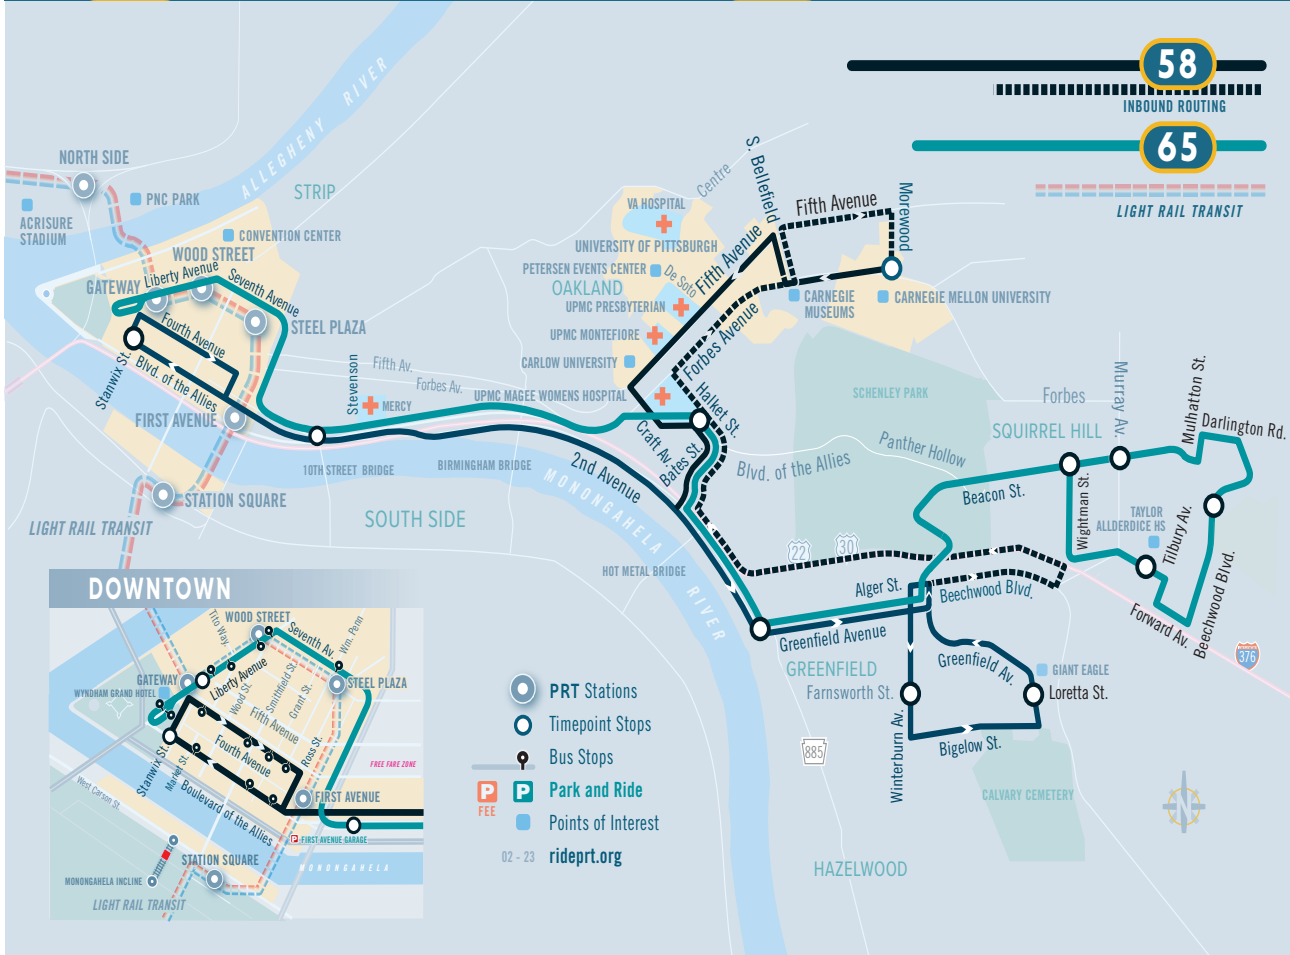 58
INBOUND ROUTING
65
LIGHT RAIL TRANSIT
ALLEGHENY RIVER
NORTH SIDE
PNC PARK
ACRISURE
STADIUM
STRIP
CONVENTION CENTER
WOOD STREET
Liberty Avenue
Seventh Avenue
GATEWAY
STEEL PLAZA
Fourth Avenue
Stanwix St.
Blvd. of the Allies
FIRST AVENUE
Stevenson
Fifth Av.
Forbes Av.
MERCY
STATION SQUARE
LIGHT RAIL TRANSIT
10TH STREET BRIDGE
BIRMINGHAM BRIDGE
SOUTH SIDE
MONONGAHELA RIVER
HOT METAL BRIDGE
2nd Avenue
VA HOSPITAL
Centre
S. Bellefield
Fifth Avenue
Morewood
UNIVERSITY OF PITTSBURGH
PETERSEN EVENTS CENTER
De Soto
Fifth Avenue
OAKLAND
UPMC PRESBYTERIAN
UPMC MONTEFIORE
CARLOW UNIVERSITY
UPMC MAGEE WOMENS HOSPITAL
Forbes Avenue
CARNEGIE
MUSEUMS
CARNEGIE MELLON UNIVERSITY
Halket St.
Craft Av.
Bates St.
Blvd. of the Allies
SCHENLEY PARK
Panther Hollow
22
30
Forbes
Murray Av.
SQUIRREL HILL
Mulhatton St.
Darlington Rd.
Beacon St.
Wightman St.
TAYLOR
ALLDERDICE HS
Tilbury Av.
Beechwood Blvd.
Forward Av.
376
Alger St.
Beechwood Blvd.
Greenfield Avenue
GREENFIELD
Greenfield Av.
GIANT EAGLE
Farnsworth St.
Loretta St.
Winterburn Av.
Bigelow St.
885
CALVARY CEMETERY
HAZELWOOD
N
DOWNTOWN
WOOD STREET
Tito Way.
Seventh Av.
Wm. Penn
GATEWAY
WYNDHAM GRAND HOTEL
Liberty Avenue
Wood St.
Smithfield St.
Grant St.
STEEL PLAZA
Fifth Avenue
Fourth Avenue
Ross St.
Stanwix St.
Market St.
Boulevard of the Allies
FREE FARE ZONE
FIRST AVENUE
P FIRST AVENUE GARAGE
West Carson St.
STATION SQUARE
MONONGAHELA
MONONGAHELA INCLINE
LIGHT RAIL TRANSIT
PRT Stations
Timepoint Stops
Bus Stops
P P Park and Ride
FEE
Points of Interest
02 - 23 rideprt.org